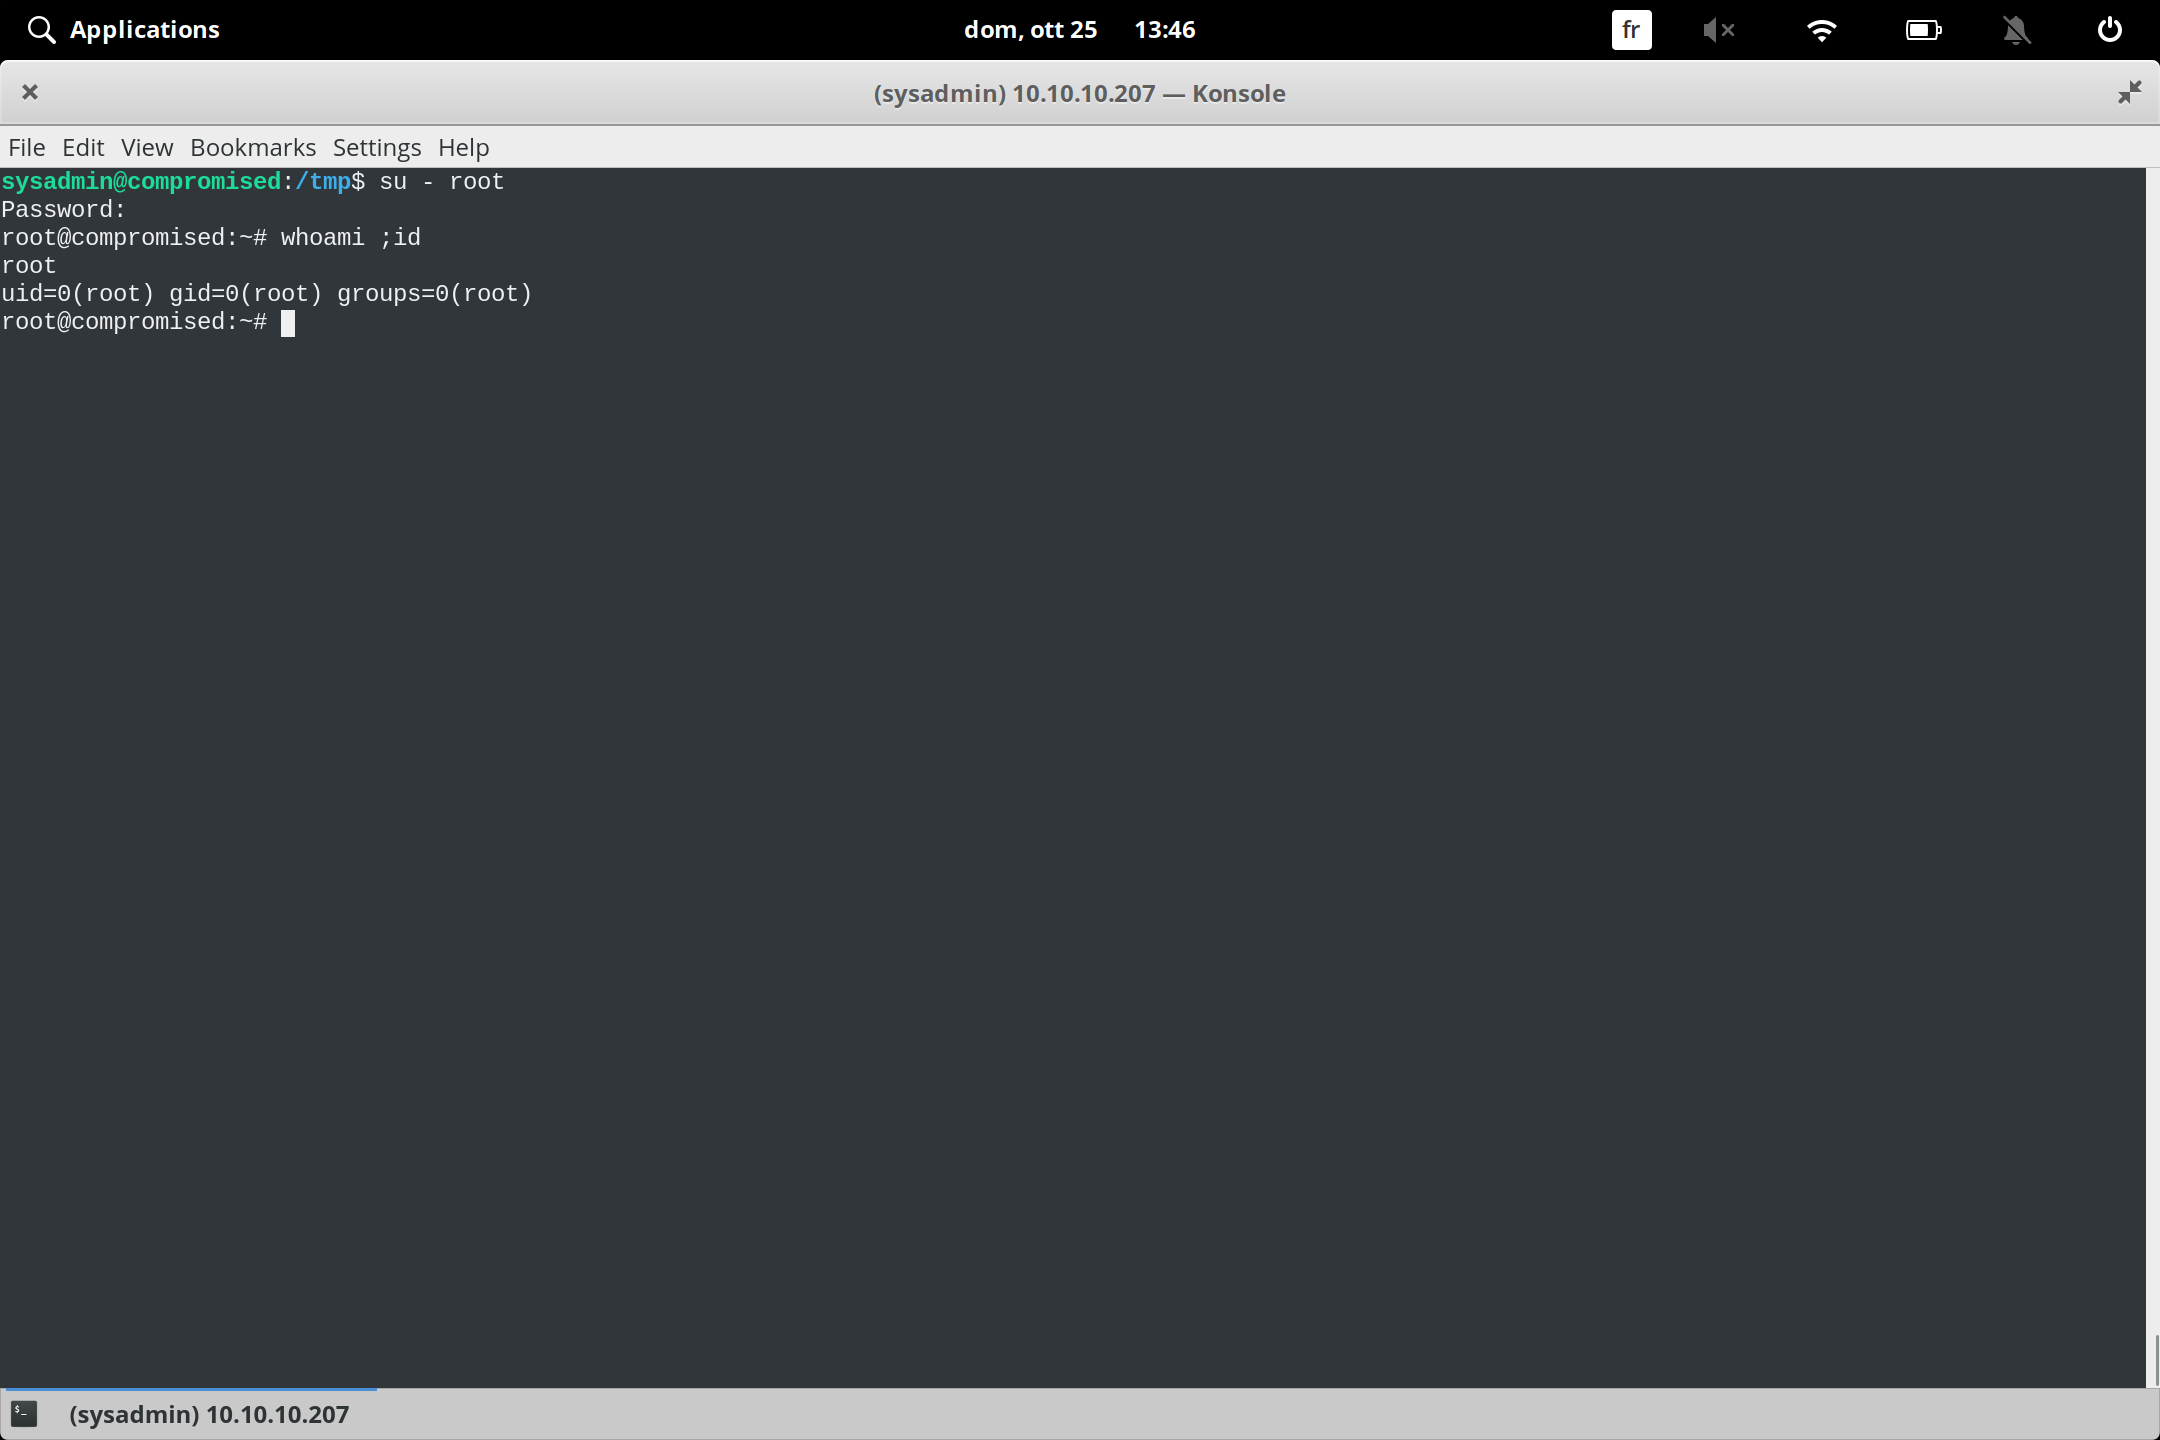 Applications dom, ott 25 13:46 fr
(sysadmin) 10.10.10.207 — Konsole
File Edit View Bookmarks Settings Help
sysadmin@compromised:/tmp$ su - root
Password:
root@compromised:~# whoami ;id
root
uid=0(root) gid=0(root) groups=0(root)
root@compromised:~#
$_
(sysadmin) 10.10.10.207